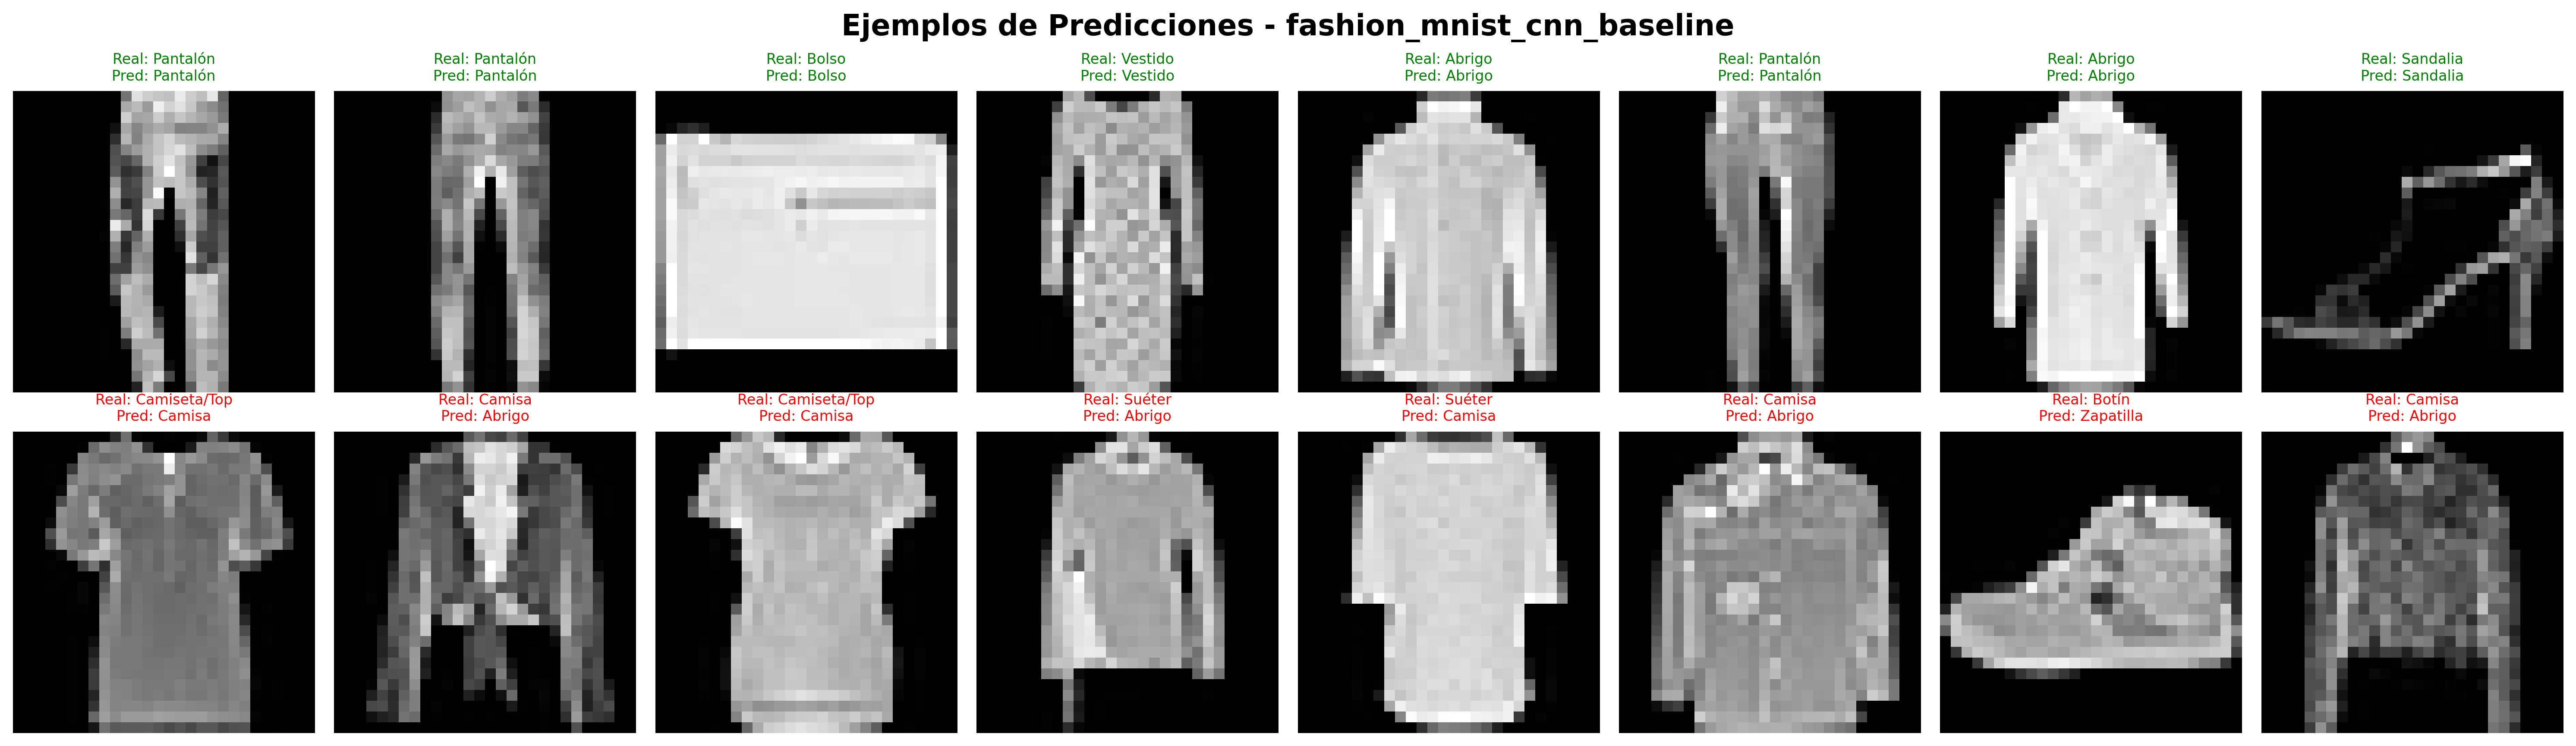 Ejemplos de Predicciones - fashion_mnist_cnn_baseline
Real: Pantalón
Pred: Pantalón
Real: Pantalón
Pred: Pantalón
Real: Bolso
Pred: Bolso
Real: Vestido
Pred: Vestido
Real: Abrigo
Pred: Abrigo
Real: Pantalón
Pred: Pantalón
Real: Abrigo
Pred: Abrigo
Real: Sandalia
Pred: Sandalia
Real: Camiseta/Top
Pred: Camisa
Real: Camisa
Pred: Abrigo
Real: Camiseta/Top
Pred: Camisa
Real: Suéter
Pred: Abrigo
Real: Suéter
Pred: Camisa
Real: Camisa
Pred: Abrigo
Real: Botín
Pred: Zapatilla
Real: Camisa
Pred: Abrigo